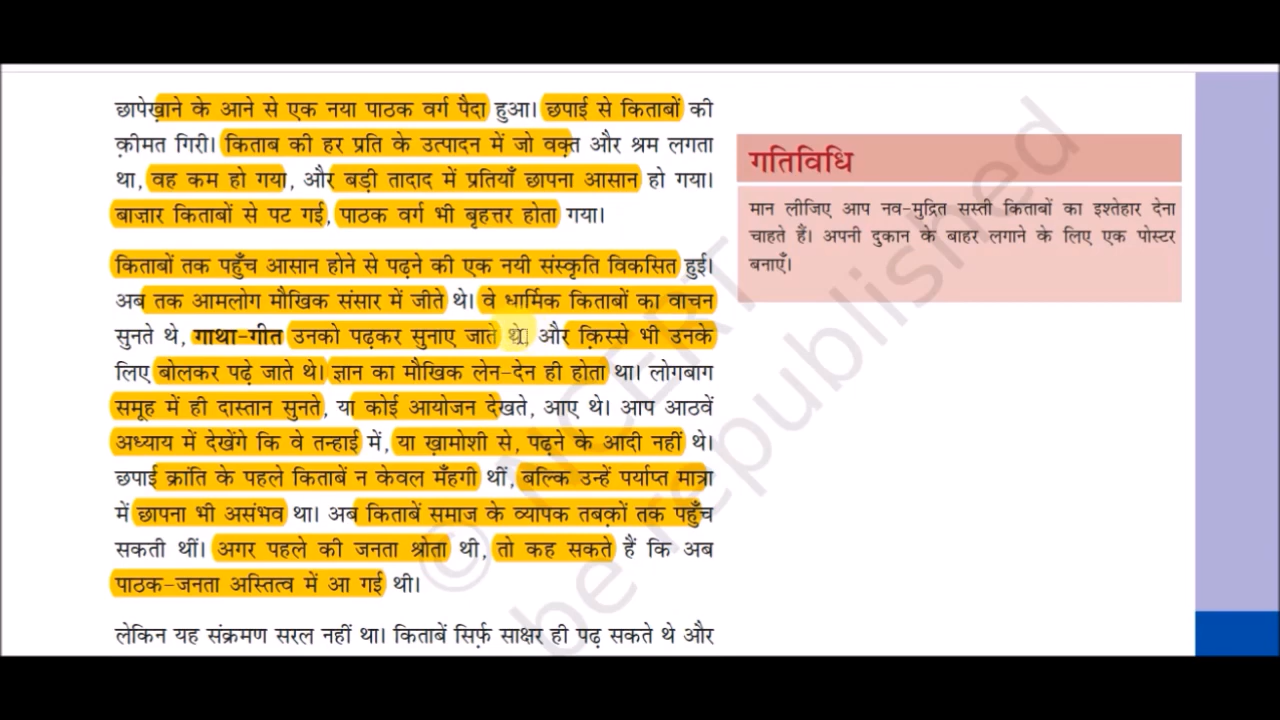 छापेखाने के आने से एक नया पाठक वर्ग पैदा हुआ। छपाई से किताबों की
क़ीमत गिरी। किताब की हर प्रति के उत्पादन में जो वक्त और श्रम लगता
था, वह कम हो गया, और बड़ी तादाद में प्रतियाँ छापना आसान हो गया।
बाज़ार किताबों से पट गई, पाठक वर्ग भी बृहत्तर होता गया।
किताबों तक पहुँच आसान होने से पढ़ने की एक नयी संस्कृति विकसित हुई।
अब तक आमलोग मौखिक संसार में जीते थे। वे धार्मिक किताबों का वाचन
सुनते थे, गाथा-गीत उनको पढ़कर सुनाए जाते थे, और क़िस्से भी उनके
लिए बोलकर पढ़े जाते थे। ज्ञान का मौखिक लेन-देन ही होता था। लोगबाग
समूह में ही दास्तान सुनते, या कोई आयोजन देखते, आए थे। आप आठवें
अध्याय में देखेंगे कि वे तन्हाई में, या ख़ामोशी से, पढ़ने के आदी नहीं थे।
छपाई क्रांति के पहले किताबें न केवल मँहगी थीं, बल्कि उन्हें पर्याप्त मात्रा
में छापना भी असंभव था। अब किताबें समाज के व्यापक तबक़ों तक पहुँच
सकती थीं। अगर पहले की जनता श्रोता थी, तो कह सकते हैं कि अब
पाठक-जनता अस्तित्व में आ गई थी।
लेकिन यह संक्रमण सरल नहीं था। किताबें सिर्फ़ साक्षर ही पढ़ सकते थे और
गतिविधि
मान लीजिए आप नव-मुद्रित सस्ती किताबों का इश्तेहार देना
चाहते हैं। अपनी दुकान के बाहर लगाने के लिए एक पोस्टर
बनाएँ।
© NCERT
be republished